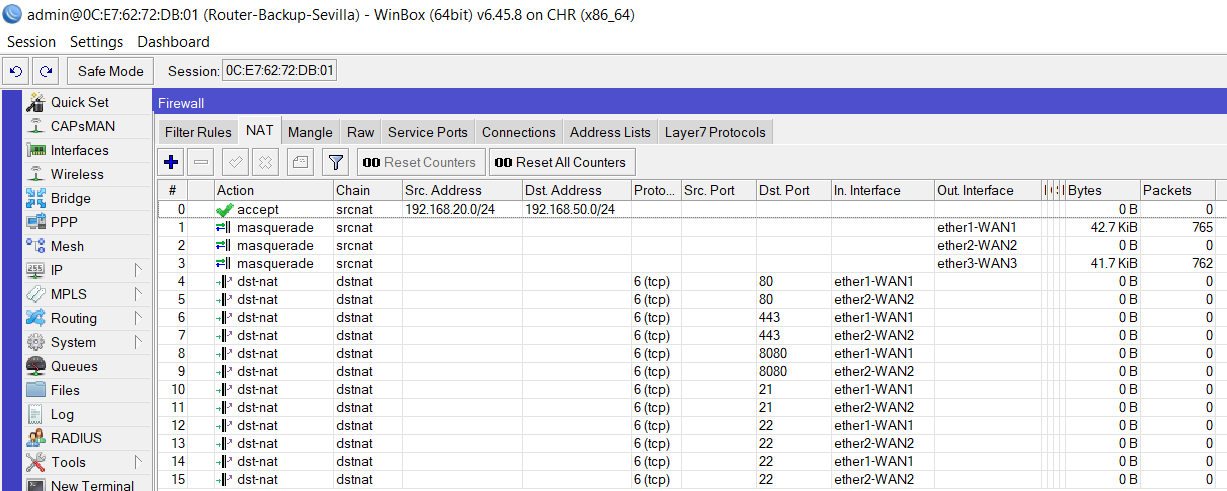 admin@0C:E7:62:72:DB:01 (Router-Backup-Sevilla) - WinBox (64bit) v6.45.8 on CHR (x86_64)
Session Settings Dashboard
Safe Mode Session: 0C:E7:62:72:DB:01
Quick Set
CAPsMAN
Interfaces
Wireless
Bridge
PPP
Mesh
IP
MPLS
Routing
System
Queues
Files
Log
RADIUS
Tools
New Terminal
Firewall
Filter Rules NAT Mangle Raw Service Ports Connections Address Lists Layer7 Protocols
00 Reset Counters 00 Reset All Counters
# Action Chain Src. Address Dst. Address Proto... Src. Port Dst. Port In. Interface Out. Interface Bytes Packets
0 accept srcnat 192.168.20.0/24 192.168.50.0/24 0 B 0
1 masquerade srcnat ether1-WAN1 42.7 KiB 765
2 masquerade srcnat ether2-WAN2 0 B 0
3 masquerade srcnat ether3-WAN3 41.7 KiB 762
4 dst-nat dstnat 6 (tcp) 80 ether1-WAN1 0 B 0
5 dst-nat dstnat 6 (tcp) 80 ether2-WAN2 0 B 0
6 dst-nat dstnat 6 (tcp) 443 ether1-WAN1 0 B 0
7 dst-nat dstnat 6 (tcp) 443 ether2-WAN2 0 B 0
8 dst-nat dstnat 6 (tcp) 8080 ether1-WAN1 0 B 0
9 dst-nat dstnat 6 (tcp) 8080 ether2-WAN2 0 B 0
10 dst-nat dstnat 6 (tcp) 21 ether1-WAN1 0 B 0
11 dst-nat dstnat 6 (tcp) 21 ether2-WAN2 0 B 0
12 dst-nat dstnat 6 (tcp) 22 ether1-WAN1 0 B 0
13 dst-nat dstnat 6 (tcp) 22 ether2-WAN2 0 B 0
14 dst-nat dstnat 6 (tcp) 22 ether1-WAN1 0 B 0
15 dst-nat dstnat 6 (tcp) 22 ether2-WAN2 0 B 0